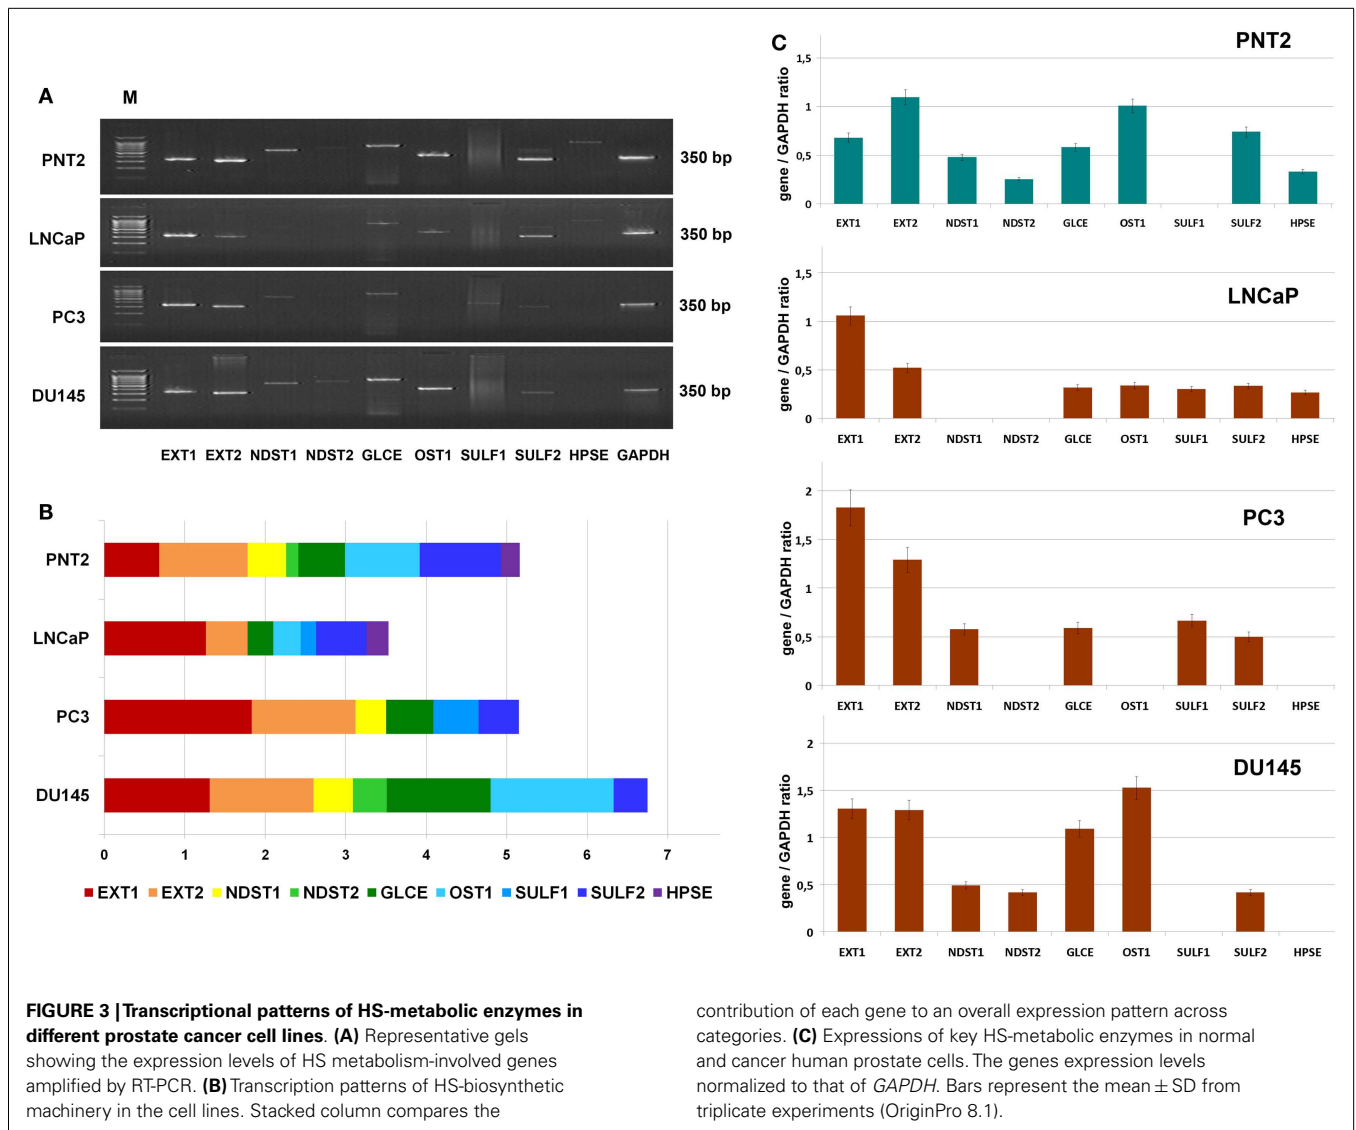 A
M
PNT2
350 bp
LNCaP
350 bp
PC3
350 bp
DU145
350 bp
EXT1 EXT2 NDST1 NDST2 GLCE OST1 SULF1 SULF2 HPSE GAPDH
B
PNT2
LNCaP
PC3
DU145
0 1 2 3 4 5 6 7
EXT1 EXT2 NDST1 NDST2 GLCE OST1 SULF1 SULF2 HPSE
C
PNT2
gene / GAPDH ratio
1,5
1
0,5
0
EXT1 EXT2 NDST1 NDST2 GLCE OST1 SULF1 SULF2 HPSE
LNCaP
gene / GAPDH ratio
1,5
1
0,5
0
EXT1 EXT2 NDST1 NDST2 GLCE OST1 SULF1 SULF2 HPSE
PC3
gene / GAPDH ratio
2
1,5
1
0,5
0
EXT1 EXT2 NDST1 NDST2 GLCE OST1 SULF1 SULF2 HPSE
DU145
gene / GAPDH ratio
2
1,5
1
0,5
0
EXT1 EXT2 NDST1 NDST2 GLCE OST1 SULF1 SULF2 HPSE
FIGURE 3 | Transcriptional patterns of HS-metabolic enzymes in
different prostate cancer cell lines. (A) Representative gels
showing the expression levels of HS metabolism-involved genes
amplified by RT-PCR. (B) Transcription patterns of HS-biosynthetic
machinery in the cell lines. Stacked column compares the
contribution of each gene to an overall expression pattern across
categories. (C) Expressions of key HS-metabolic enzymes in normal
and cancer human prostate cells. The genes expression levels
normalized to that of GAPDH. Bars represent the mean ± SD from
triplicate experiments (OriginPro 8.1).